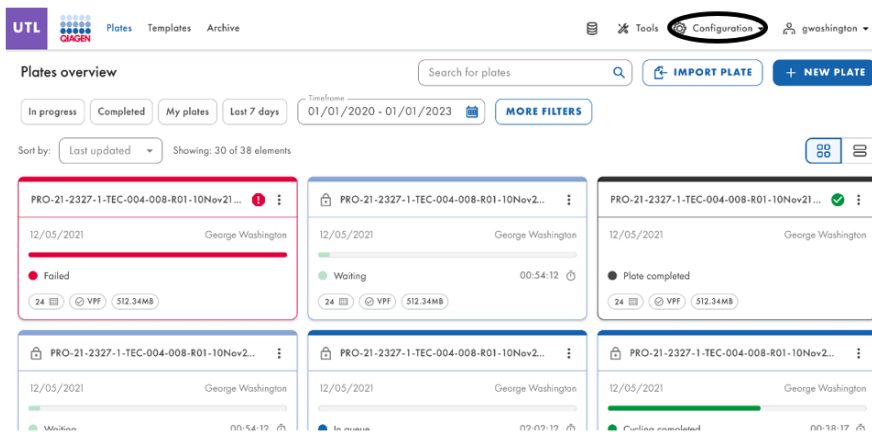 UTL QIAGEN Plates Templates Archive Tools Configuration gwashington
Plates overview Search for plates IMPORT PLATE + NEW PLATE
Timeframe
In progress Completed My plates Last 7 days 01/01/2020 - 01/01/2023 MORE FILTERS
Sort by: Last updated Showing: 30 of 38 elements
PRO-21-2327-1-TEC-004-008-R01-10Nov21... PRO-21-2327-1-TEC-004-008-R01-10Nov2... PRO-21-2327-1-TEC-004-008-R01-10Nov21...
12/05/2021 George Washington 12/05/2021 George Washington 12/05/2021 George Washington
Failed Waiting 00:54:12 Plate completed
24 VPF 512.34MB 24 VPF 512.34MB 24 VPF 512.34MB
PRO-21-2327-1-TEC-004-008-R01-10Nov2... PRO-21-2327-1-TEC-004-008-R01-10Nov2... PRO-21-2327-1-TEC-004-008-R01-10Nov2...
12/05/2021 George Washington 12/05/2021 George Washington 12/05/2021 George Washington
Waiting 00:54:12 In queue 02:02:12 Cycling completed 00:38:17